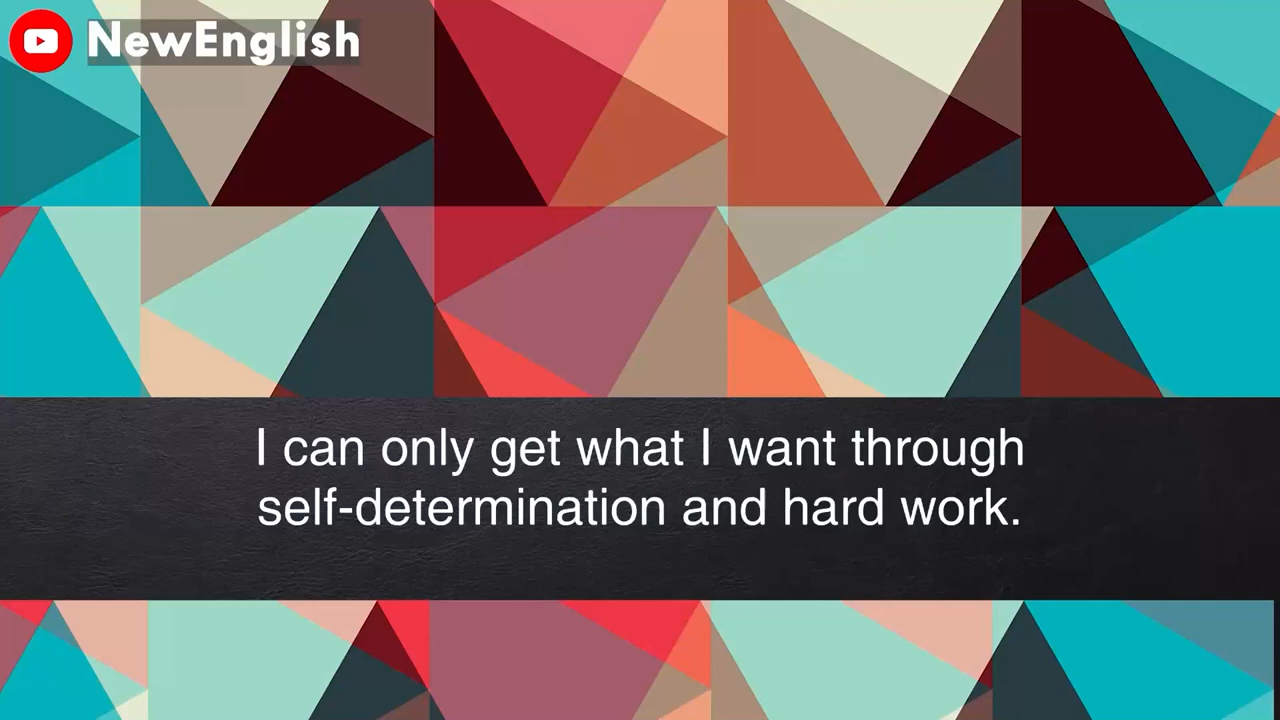 NewEnglish
I can only get what I want through
self-determination and hard work.